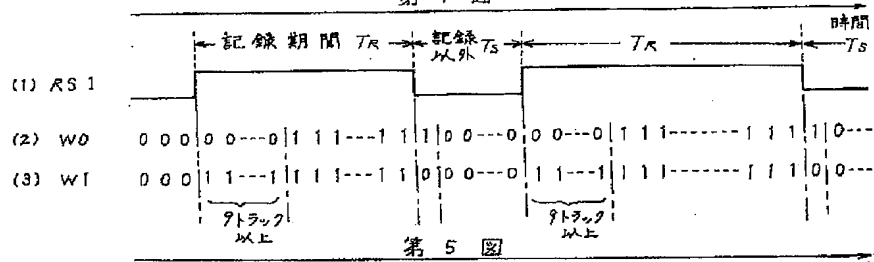 時間
記録期間 TR 記録以外 TS TR TS
(1) RS1
(2) W0 0 0 0 0 0---0 1 1 1---1 1 1 0 0---0 0 0---0 1 1 1-------1 1 1 1 0---
(3) W1 0 0 0 1 1---1 1 1 1---1 1 0 0 0---0 1 1---1 1 1 1-------1 1 1 0 0---
9トラック以上 9トラック以上
第 5 図